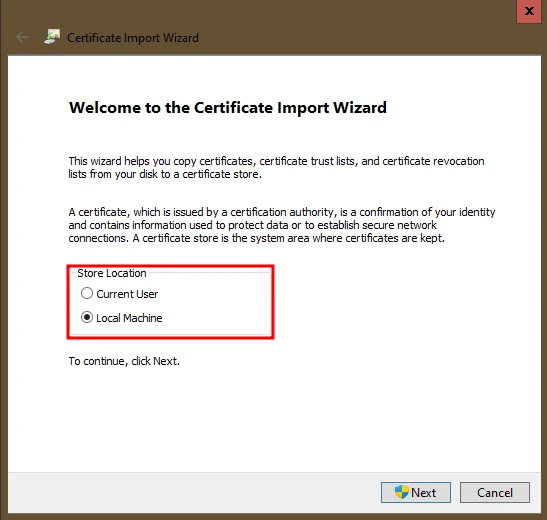 x
Certificate Import Wizard
Welcome to the Certificate Import Wizard
This wizard helps you copy certificates, certificate trust lists, and certificate revocation
lists from your disk to a certificate store.
A certificate, which is issued by a certification authority, is a confirmation of your identity
and contains information used to protect data or to establish secure network
connections. A certificate store is the system area where certificates are kept.
Store Location
Current User
Local Machine
To continue, click Next.
Next
Cancel